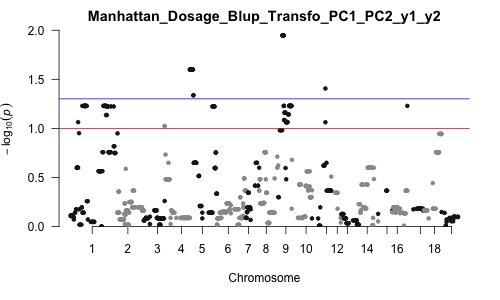 Manhattan_Dosage_Blup_Transfo_PC1_PC2_y1_y2
2.0
1.5
1.0
0.5
0.0
− log₁₀(p)
1 2 3 4 5 6 7 8 9 10 12 14 16 18
Chromosome